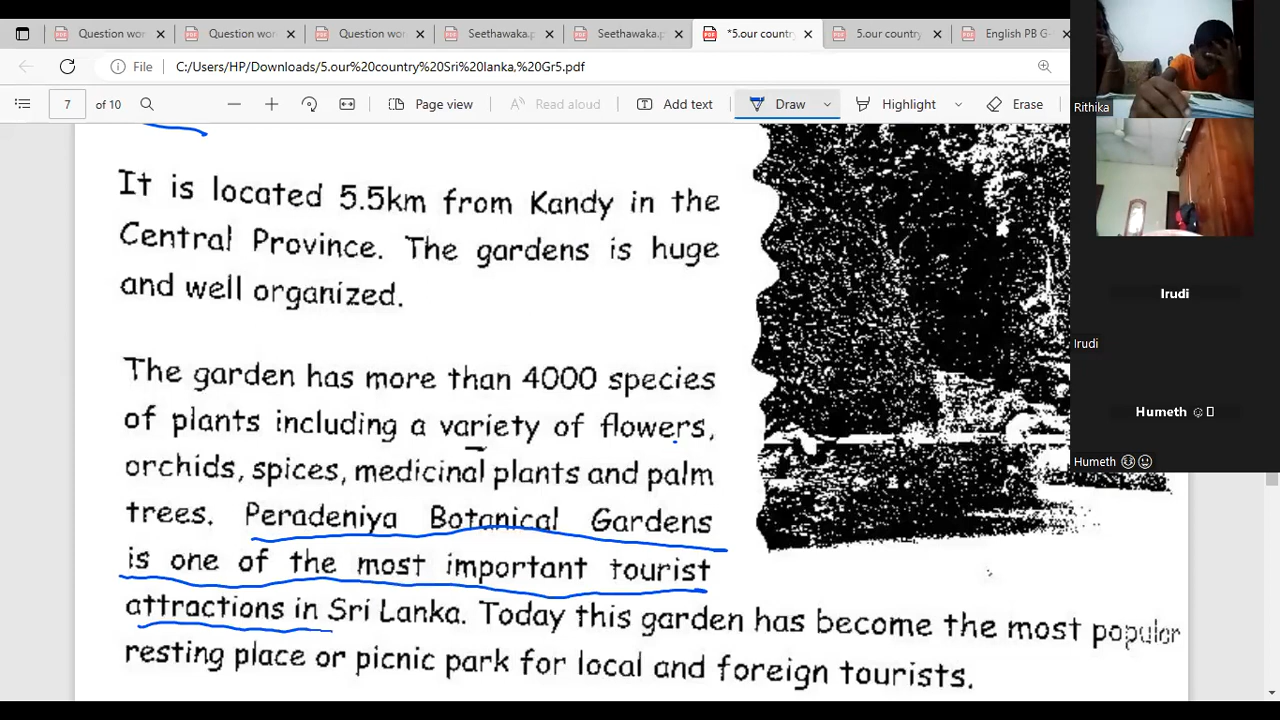 Question wor
Question wor
Question wor
Seethawaka.p
Seethawaka.p
*5.our country
5.our country
English PB G-
File
C:/Users/HP/Downloads/5.our%20country%20Sri%20lanka,%20Gr5.pdf
7 of 10
Page view
Read aloud
Add text
Draw
Highlight
Erase
Rithika
It is located 5.5km from Kandy in the
Central Province. The gardens is huge
and well organized.
The garden has more than 4000 species
of plants including a variety of flowers,
orchids, spices, medicinal plants and palm
trees. Peradeniya Botanical Gardens
is one of the most important tourist
attractions in Sri Lanka. Today this garden has become the most popular
resting place or picnic park for local and foreign tourists.
Irudi
Irudi
Humeth
Humeth